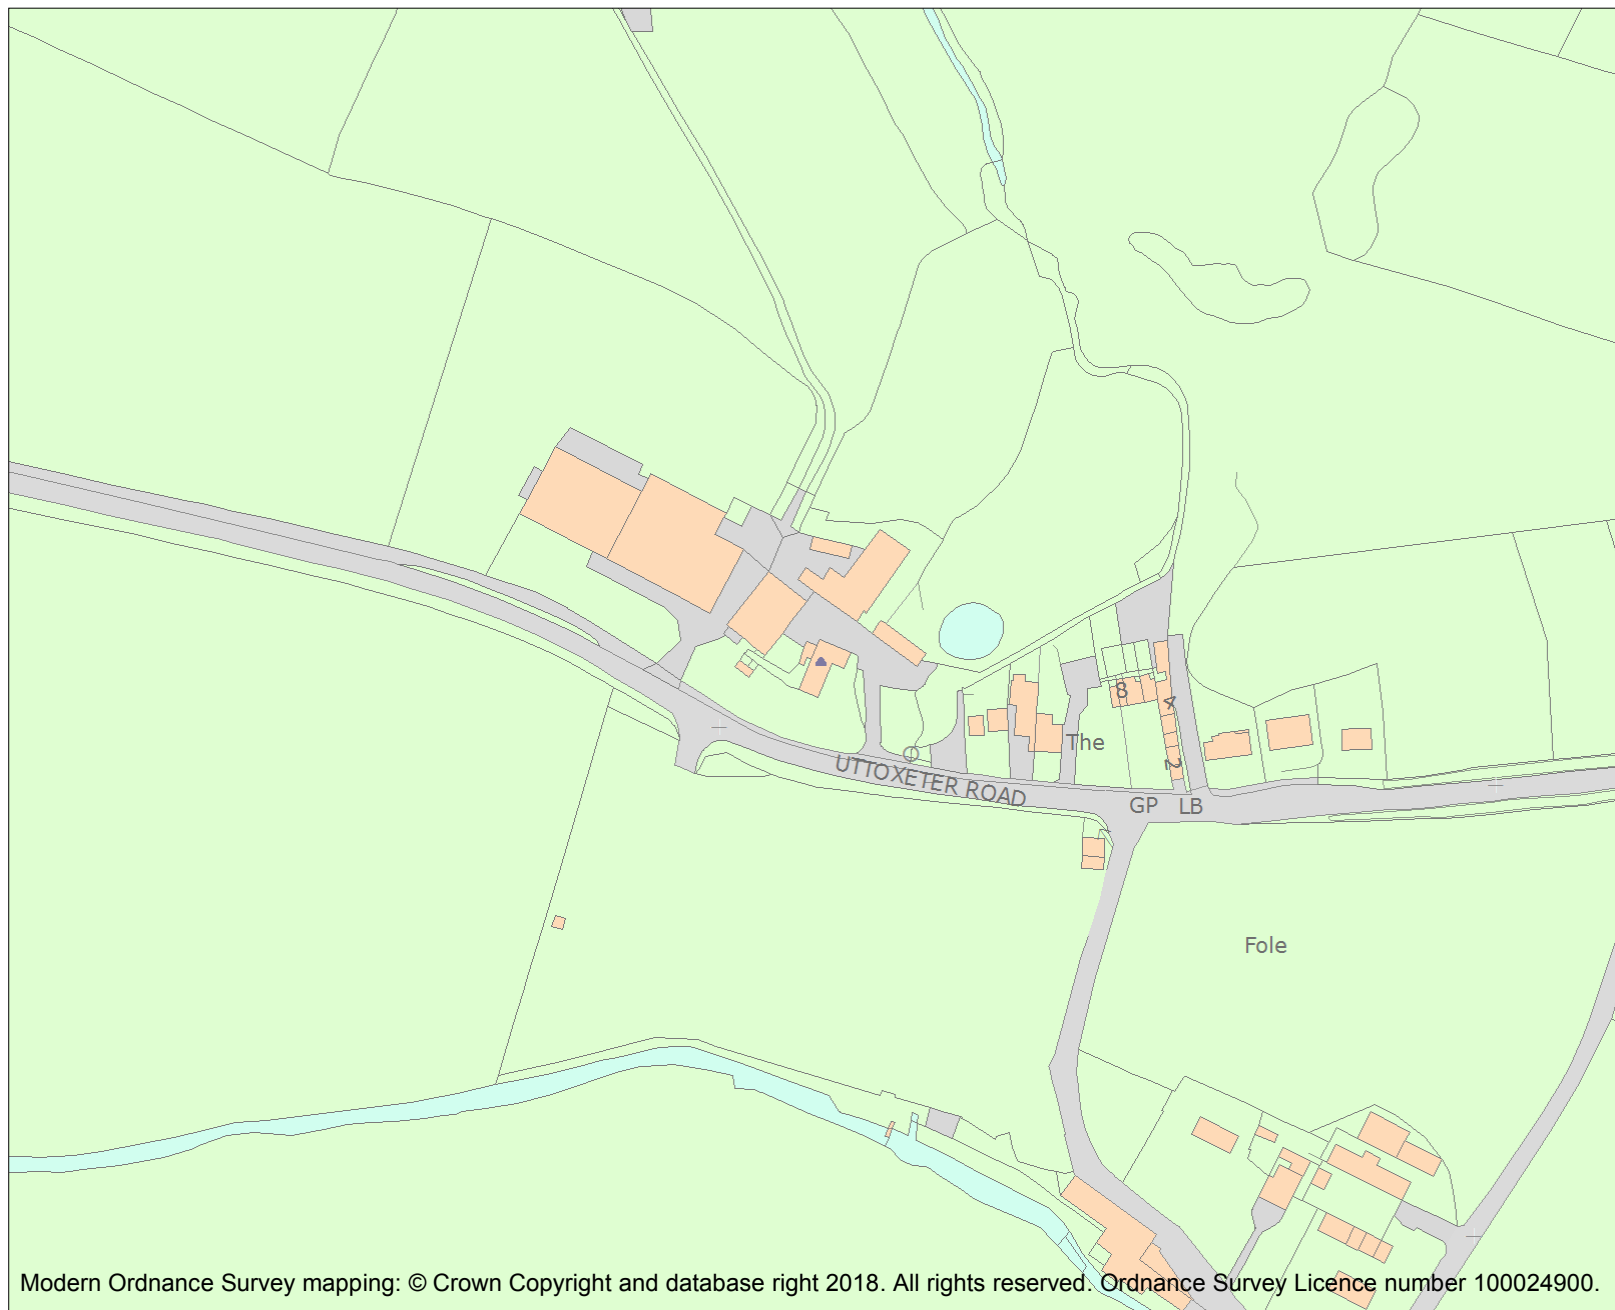 8
4
The
2
UTTOXETER ROAD
GP LB
Fole
Modern Ordnance Survey mapping: © Crown Copyright and database right 2018. All rights reserved. Ordnance Survey Licence number 100024900.